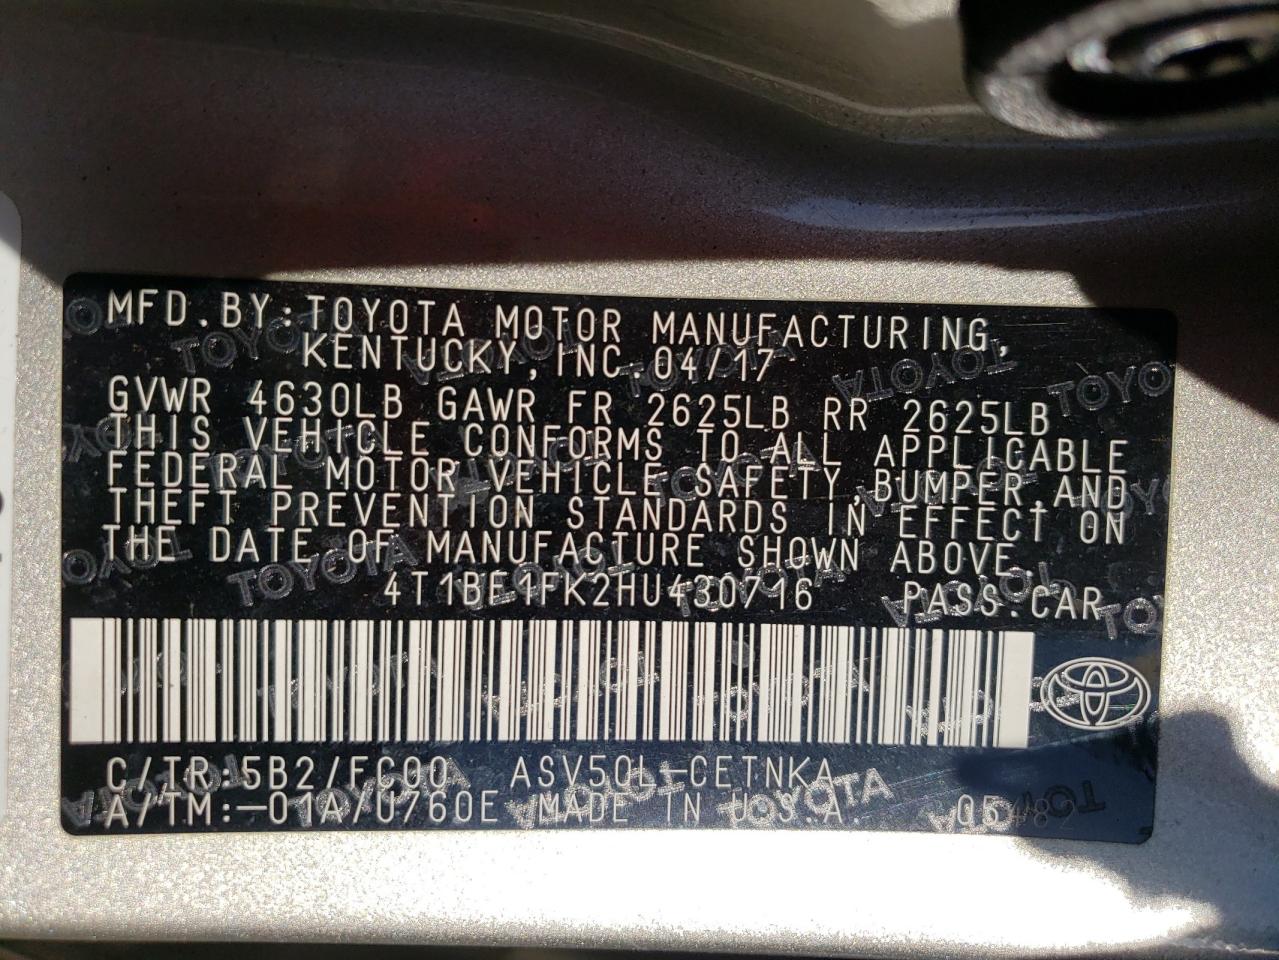 MFD. BY: TOYOTA MOTOR MANUFACTURING,
KENTUCKY, INC. 04/17
GVWR 4630LB GAWR FR 2625LB RR 2625LB
THIS VEHICLE CONFORMS TO ALL APPLICABLE
FEDERAL MOTOR VEHICLE SAFETY, BUMPER, AND
THEFT PREVENTION STANDARDS IN EFFECT ON
THE DATE OF MANUFACTURE SHOWN ABOVE.
4T1BF1FK2HU430716 PASS. CAR
C/TR: 5B2/FC00 ASV50L-CETNKA
A/TM: -01A/U760E MADE IN U.S.A.